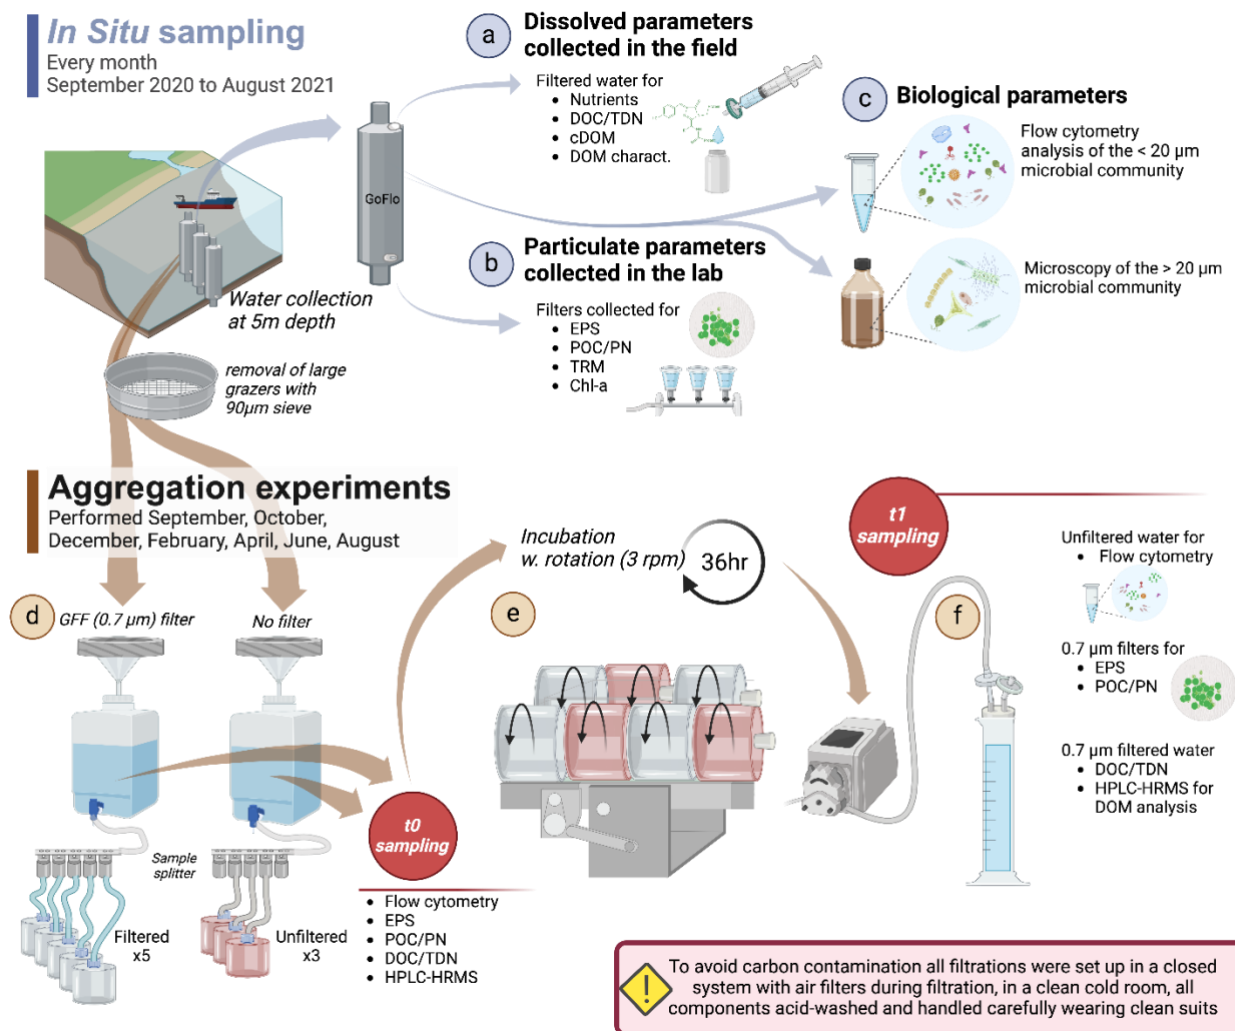 In Situ sampling
Every month
September 2020 to August 2021
GoFlo
Water collection
at 5m depth
removal of large
grazers with
90µm sieve
a
Dissolved parameters
collected in the field
Filtered water for
• Nutrients
• DOC/TDN
• cDOM
• DOM charact.
b
Particulate parameters
collected in the lab
Filters collected for
• EPS
• POC/PN
• TRM
• Chl-a
c
Biological parameters
Flow cytometry
analysis of the < 20 µm
microbial community
Microscopy of the > 20 µm
microbial community
Aggregation experiments
Performed September, October,
December, February, April, June, August
d
GFF (0.7 µm) filter
No filter
Sample
splitter
Filtered
x5
Unfiltered
x3
t0
sampling
• Flow cytometry
• EPS
• POC/PN
• DOC/TDN
• HPLC-HRMS
Incubation
w. rotation (3 rpm)
36hr
e
t1
sampling
f
Unfiltered water for
• Flow cytometry
0.7 µm filters for
• EPS
• POC/PN
0.7 µm filtered water
• DOC/TDN
• HPLC-HRMS for
DOM analysis
!
To avoid carbon contamination all filtrations were set up in a closed
system with air filters during filtration, in a clean cold room, all
components acid-washed and handled carefully wearing clean suits